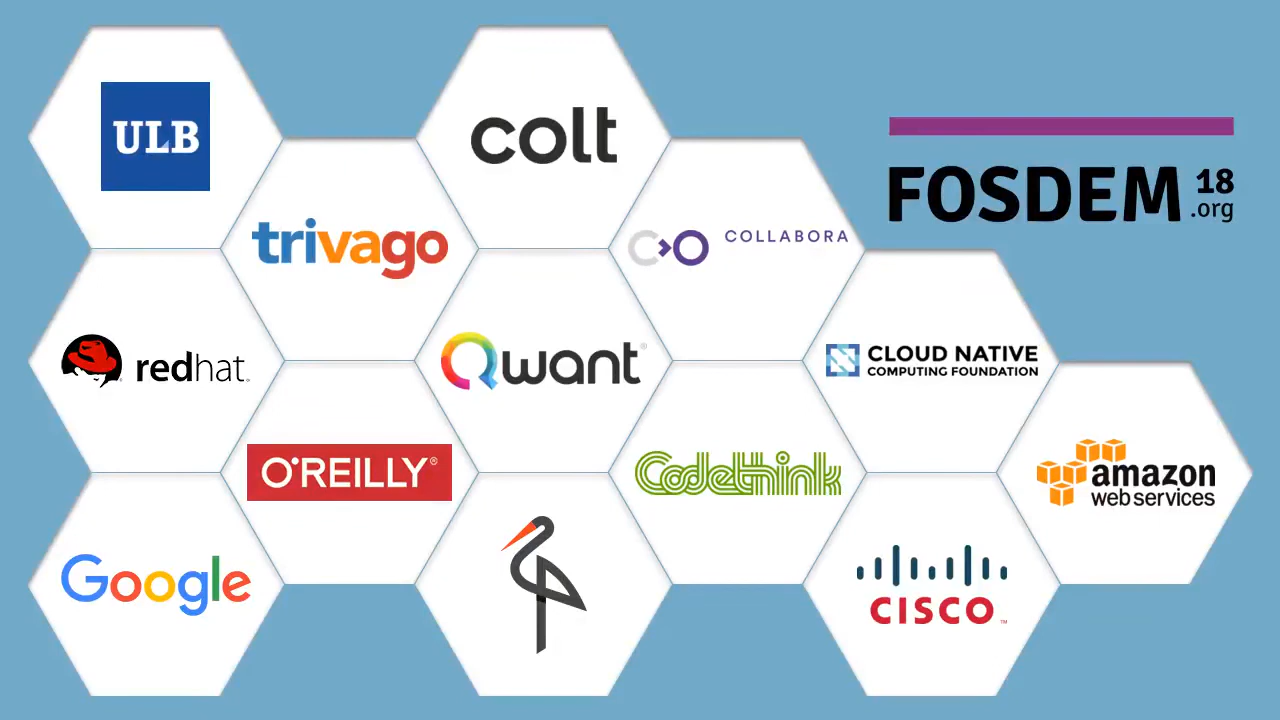 ULB
colt
FOSDEM 18
.org
trivago
COLLABORA
redhat.
Qwant®
CLOUD NATIVE
COMPUTING FOUNDATION
O'REILLY®
Codethink
amazon
web services
Google
CISCO™